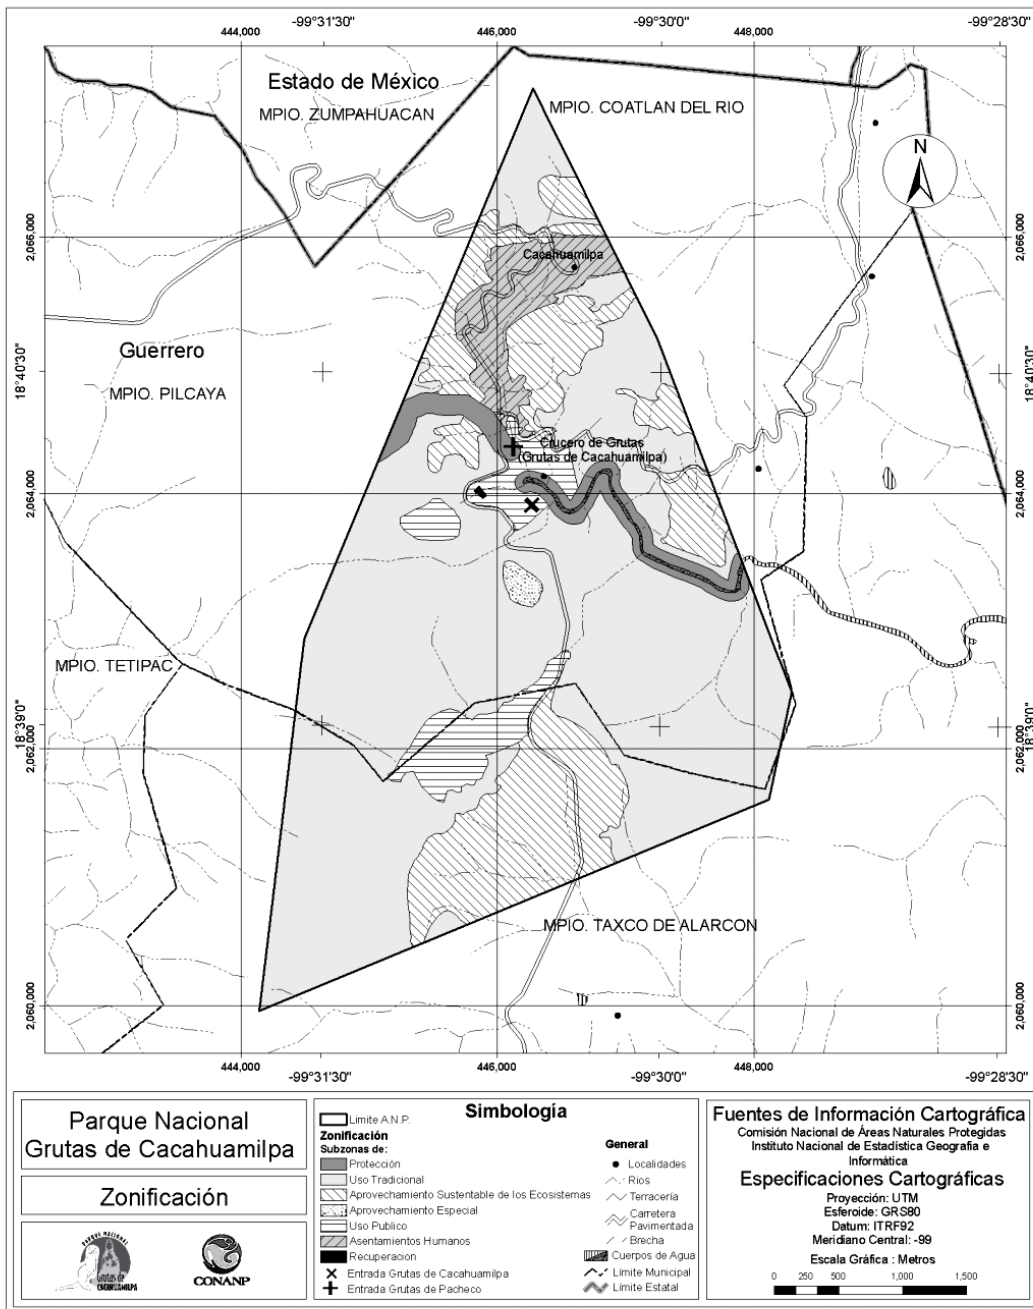 -99°31'30"
-99°30'0"
-99°28'30"
444,000
446,000
448,000
Estado de México
MPIO. ZUMPAHUACAN
MPIO. COATLAN DEL RIO
N
2,066,000
2,066,000
Cacahuamilpa
Guerrero
MPIO. PILCAYA
18°40'30"
18°40'30"
Crucero de Grutas
(Grutas de Cacahuamilpa)
2,064,000
2,064,000
MPIO. TETIPAC
18°39'0"
18°39'0"
2,062,000
2,062,000
MPIO. TAXCO DE ALARCON
2,060,000
2,060,000
444,000
446,000
448,000
-99°31'30"
-99°30'0"
-99°28'30"
Parque Nacional
Grutas de Cacahuamilpa
Zonificación
PARQUE NACIONAL
Grutas de
CACAHUAMILPA
CONANP
Simbología
Limite A.N.P.
Zonificación
Subzonas de:
Protección
Uso Tradicional
Aprovechamiento Sustentable de los Ecosistemas
Aprovechamiento Especial
Uso Publico
Asentamientos Humanos
Recuperacion
Entrada Grutas de Cacahuamilpa
Entrada Grutas de Pacheco
General
Localidades
Rios
Terracería
Carretera
Pavimentada
Brecha
Cuerpos de Agua
Límite Municipal
Límite Estatal
Fuentes de Información Cartográfica
Comisión Nacional de Áreas Naturales Protegidas
Instituto Nacional de Estadística Geografia e
Informática
Especificaciones Cartográficas
Proyección: UTM
Esferoide: GRS80
Datum: ITRF92
Meridiano Central: -99
Escala Gráfica : Metros
0 250 500 1,000 1,500